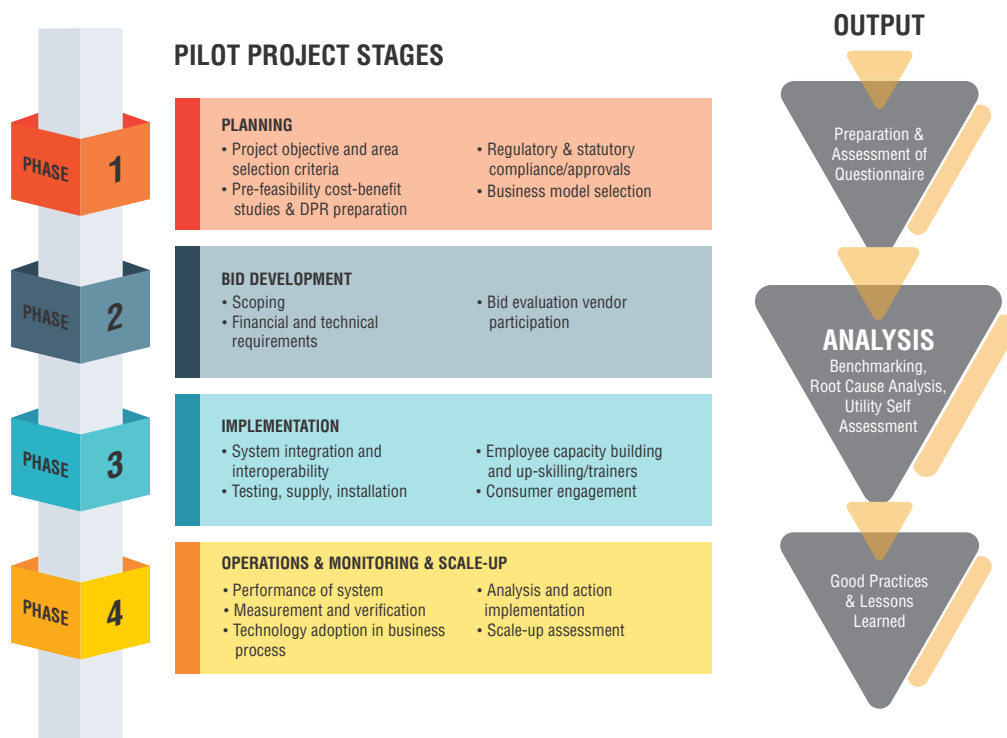 PILOT PROJECT STAGES
PHASE 1
PLANNING
• Project objective and area
selection criteria
• Pre-feasibility cost-benefit
studies & DPR preparation
• Regulatory & statutory
compliance/approvals
• Business model selection
PHASE 2
BID DEVELOPMENT
• Scoping
• Financial and technical
requirements
• Bid evaluation vendor
participation
PHASE 3
IMPLEMENTATION
• System integration and
interoperability
• Testing, supply, installation
• Employee capacity building
and up-skilling/trainers
• Consumer engagement
PHASE 4
OPERATIONS & MONITORING & SCALE-UP
• Performance of system
• Measurement and verification
• Technology adoption in business
process
• Analysis and action
implementation
• Scale-up assessment
OUTPUT
Preparation &
Assessment of
Questionnaire
ANALYSIS
Benchmarking,
Root Cause Analysis,
Utility Self
Assessment
Good Practices
& Lessons
Learned